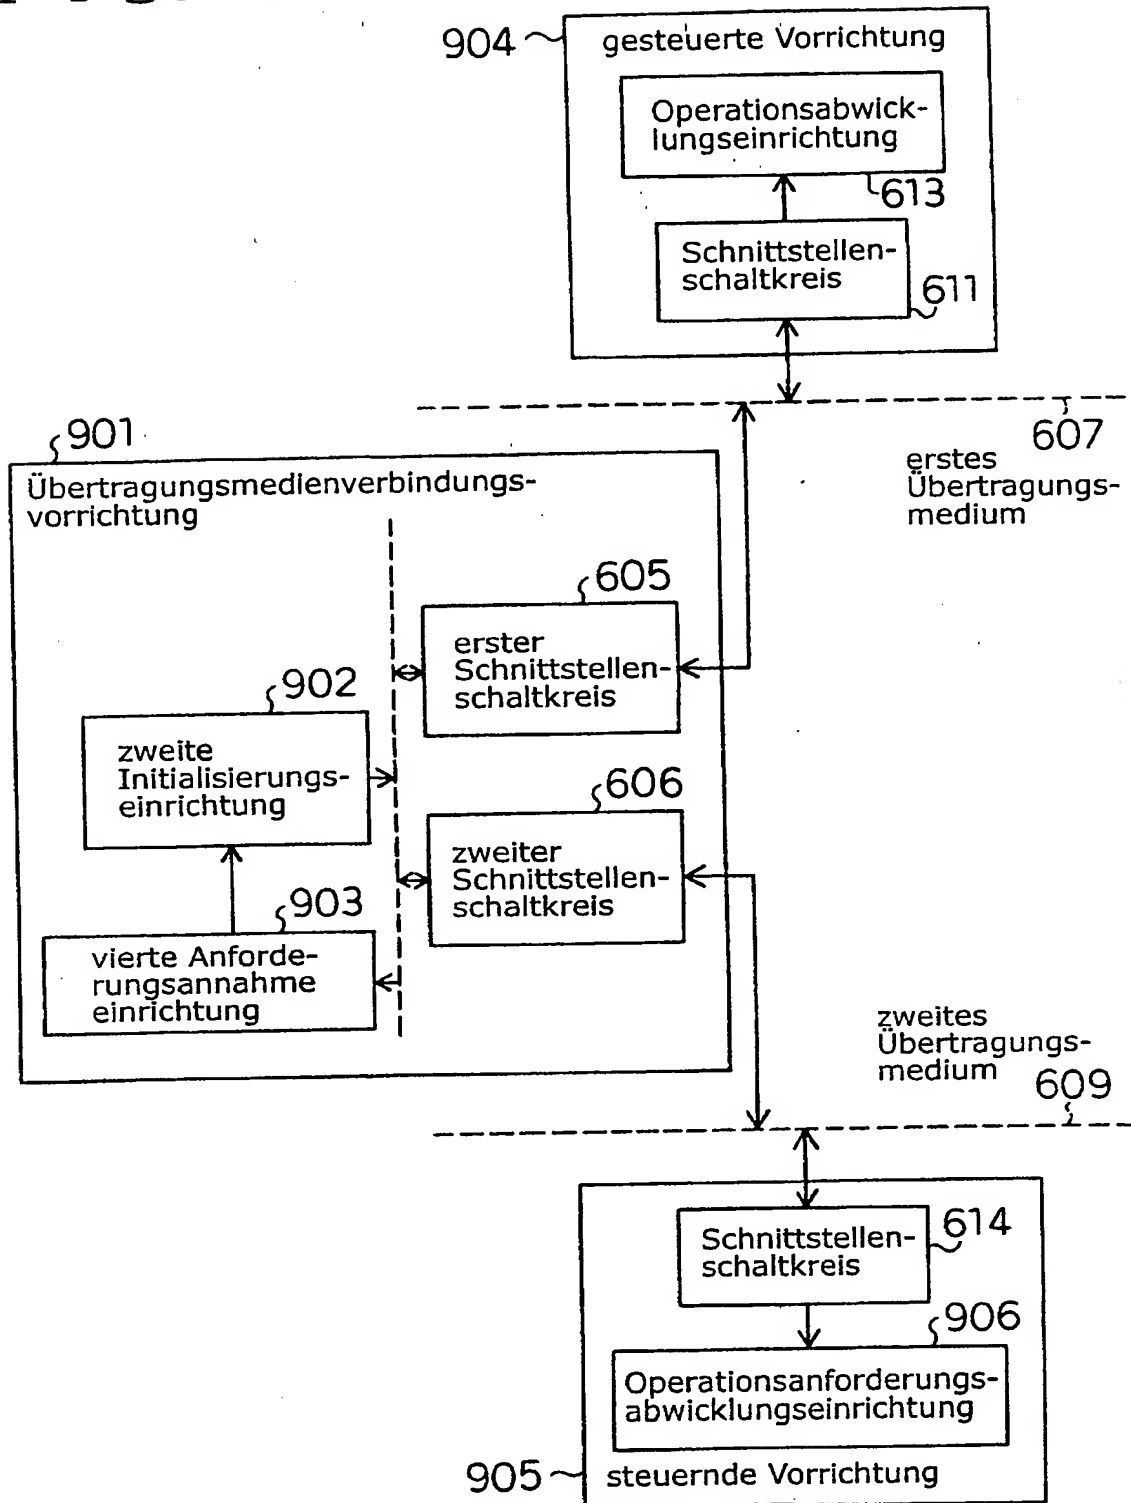 904
gesteuerte Vorrichtung
Operationsabwick-
lungseinrichtung
613
Schnittstellen-
schaltkreis
611
607
erstes
Übertragungs-
medium
901
Übertragungsmedienverbindungs-
vorrichtung
605
erster
Schnittstellen-
schaltkreis
902
zweite
Initialisierungs-
einrichtung
606
zweiter
Schnittstellen-
schaltkreis
903
vierte Anforde-
rungsannahme
einrichtung
zweites
Übertragungs-
medium
609
Schnittstellen-
schaltkreis
614
906
Operationsanforderungs-
abwicklungseinrichtung
905
steuernde Vorrichtung